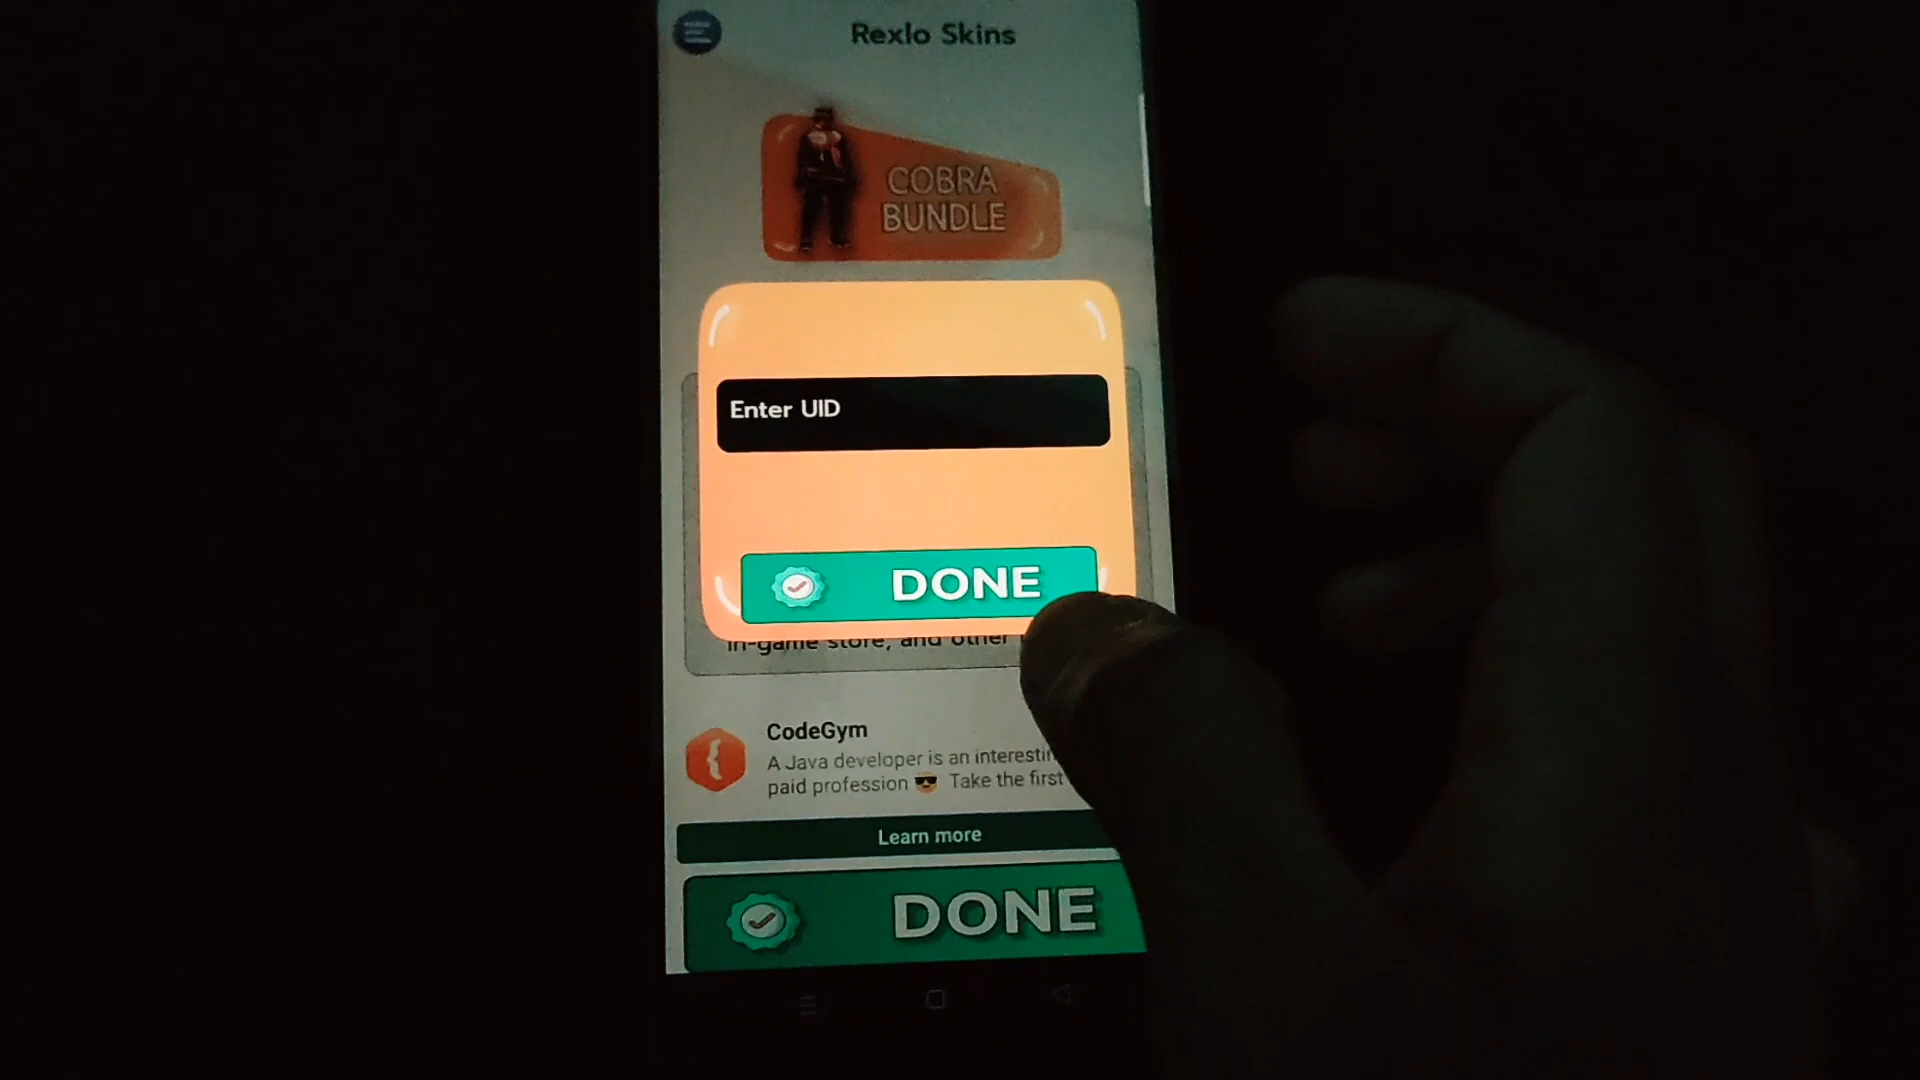 Rexlo Skins
COBRA
BUNDLE
Enter UID
DONE
in-game store, and other
CodeGym
A Java developer is an
paid profession 😎 Take the first
Learn more
DONE